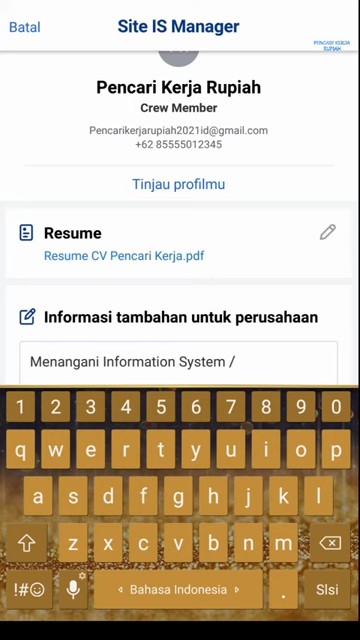 Batal
Site IS Manager
PENCARI KERJA
RUPIAH
Pencari Kerja Rupiah
Crew Member
Pencarikerjarupiah2021id@gmail.com
+62 85555012345
Tinjau profilmu
Resume
Resume CV Pencari Kerja.pdf
Informasi tambahan untuk perusahaan
Menangani Information System /
1 2 3 4 5 6 7 8 9 0
q w e r t y u i o p
a s d f g h j k l
z x c v b n m
!#☺ Bahasa Indonesia . Slsi